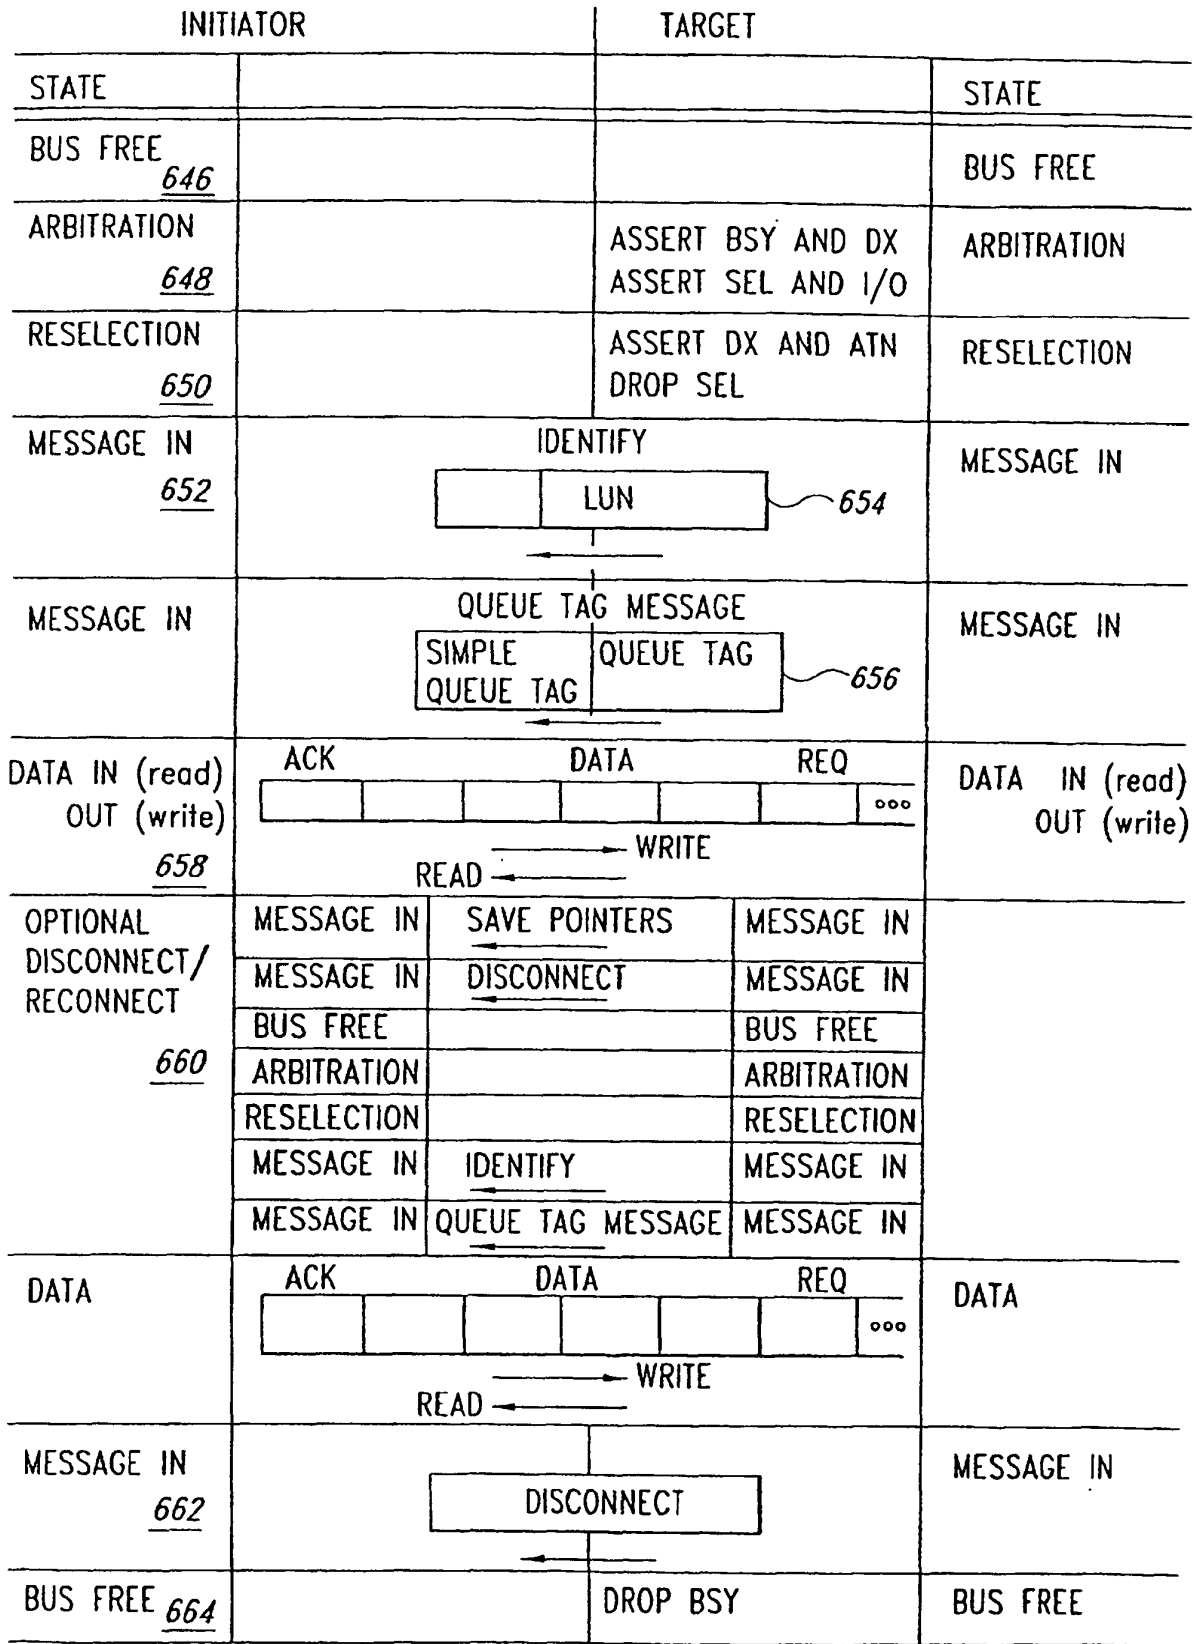 INITIATOR TARGET
STATE STATE
BUS FREE 646 BUS FREE
ARBITRATION 648 ASSERT BSY AND DX ARBITRATION
ASSERT SEL AND I/O
RESELECTION 650 ASSERT DX AND ATN RESELECTION
DROP SEL
MESSAGE IN 652 IDENTIFY MESSAGE IN
LUN 654
MESSAGE IN QUEUE TAG MESSAGE MESSAGE IN
SIMPLE QUEUE TAG
QUEUE TAG 656
DATA IN (read) ACK DATA REQ DATA IN (read)
OUT (write) ooo OUT (write)
WRITE
658 READ
OPTIONAL MESSAGE IN SAVE POINTERS MESSAGE IN
DISCONNECT/ MESSAGE IN DISCONNECT MESSAGE IN
RECONNECT BUS FREE BUS FREE
660 ARBITRATION ARBITRATION
RESELECTION RESELECTION
MESSAGE IN IDENTIFY MESSAGE IN
MESSAGE IN QUEUE TAG MESSAGE MESSAGE IN
DATA ACK DATA REQ DATA
ooo
WRITE
READ
MESSAGE IN MESSAGE IN
662 DISCONNECT
BUS FREE 664 DROP BSY BUS FREE